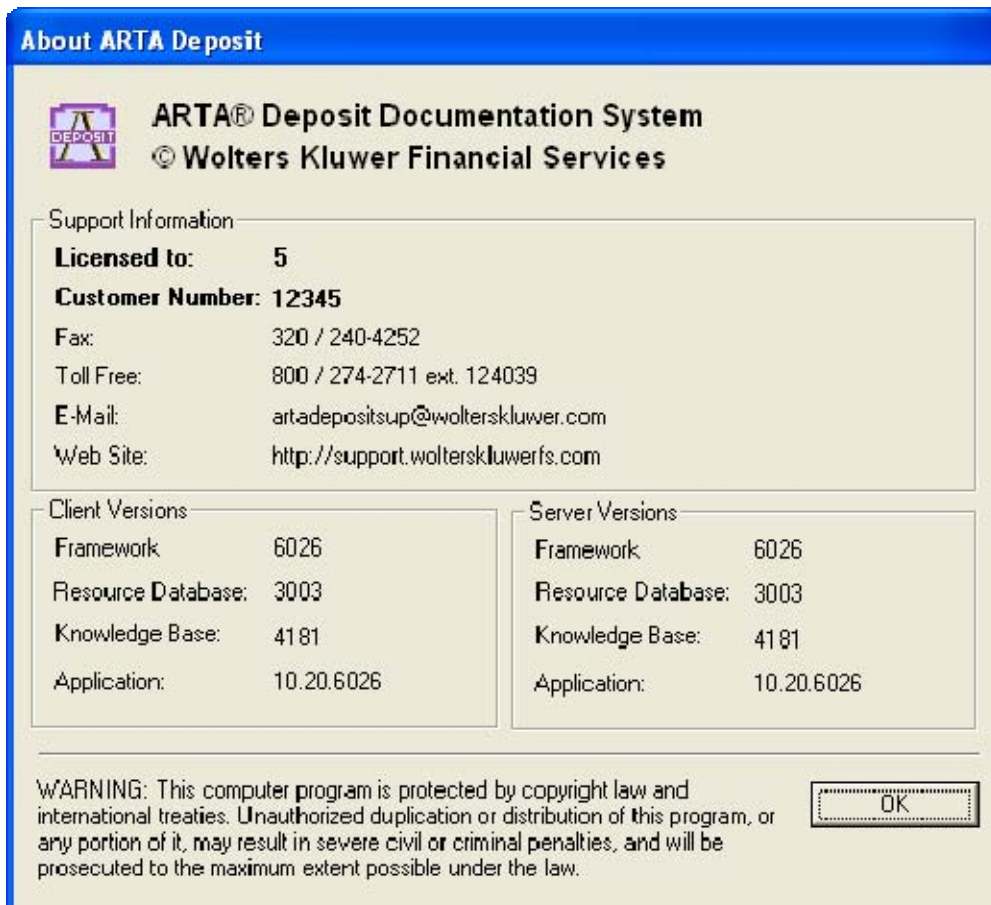 About ARTA Deposit
DEPOSIT
ARTA® Deposit Documentation System
© Wolters Kluwer Financial Services
Support Information
Licensed to: 5
Customer Number: 12345
Fax: 320 / 240-4252
Toll Free: 800 / 274-2711 ext. 124039
E-Mail: artadepositsup@wolterskluwer.com
Web Site: http://support.wolterskluwerfs.com
Client Versions
Framework 6026
Resource Database: 3003
Knowledge Base: 4181
Application: 10.20.6026
Server Versions
Framework 6026
Resource Database: 3003
Knowledge Base: 4181
Application: 10.20.6026
WARNING: This computer program is protected by copyright law and
international treaties. Unauthorized duplication or distribution of this program, or
any portion of it, may result in severe civil or criminal penalties, and will be
prosecuted to the maximum extent possible under the law.
OK